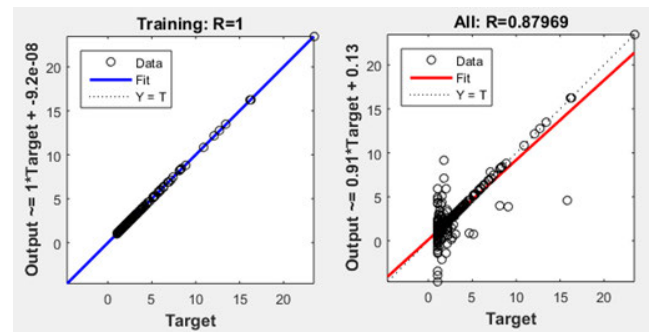 Training: R=1
Output ~= 1*Target + -9.2e-08
20
15
10
5
0
Data
Fit
Y = T
0
5
10
15
20
Target
All: R=0.87969
Output ~= 0.91*Target + 0.13
20
15
10
5
0
Data
Fit
Y = T
0
5
10
15
20
Target